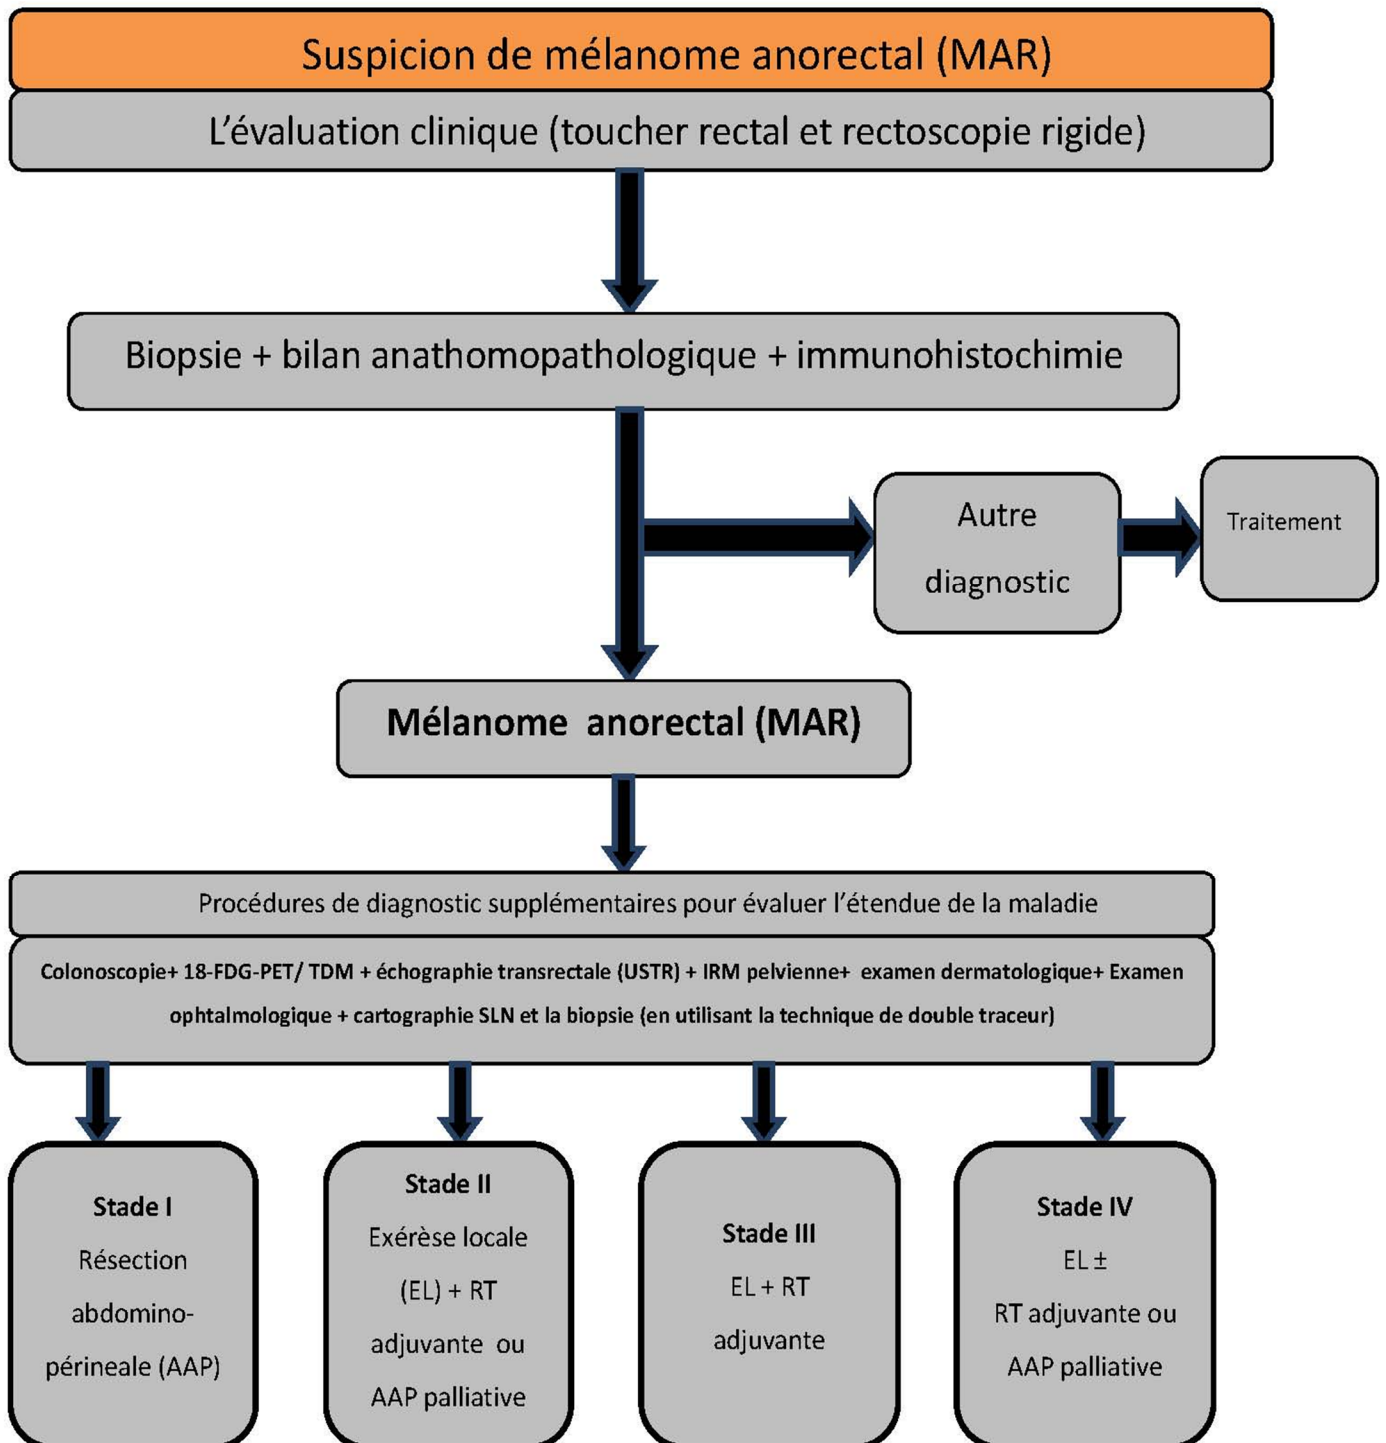 Suspicion de mélanome anorectal (MAR)
L’évaluation clinique (toucher rectal et rectoscopie rigide)
Biopsie + bilan anathomopathologique + immunohistochimie
Autre
diagnostic
Traitement
Mélanome anorectal (MAR)
Procédures de diagnostic supplémentaires pour évaluer l’étendue de la maladie
Colonoscopie+ 18-FDG-PET/ TDM + échographie transrectale (USTR) + IRM pelvienne+ examen dermatologique+ Examen
ophtalmologique + cartographie SLN et la biopsie (en utilisant la technique de double traceur)
Stade I
Résection
abdomino-
périneale (AAP)
Stade II
Exérèse locale
(EL) + RT
adjuvante ou
AAP palliative
Stade III
EL + RT
adjuvante
Stade IV
EL ±
RT adjuvante ou
AAP palliative